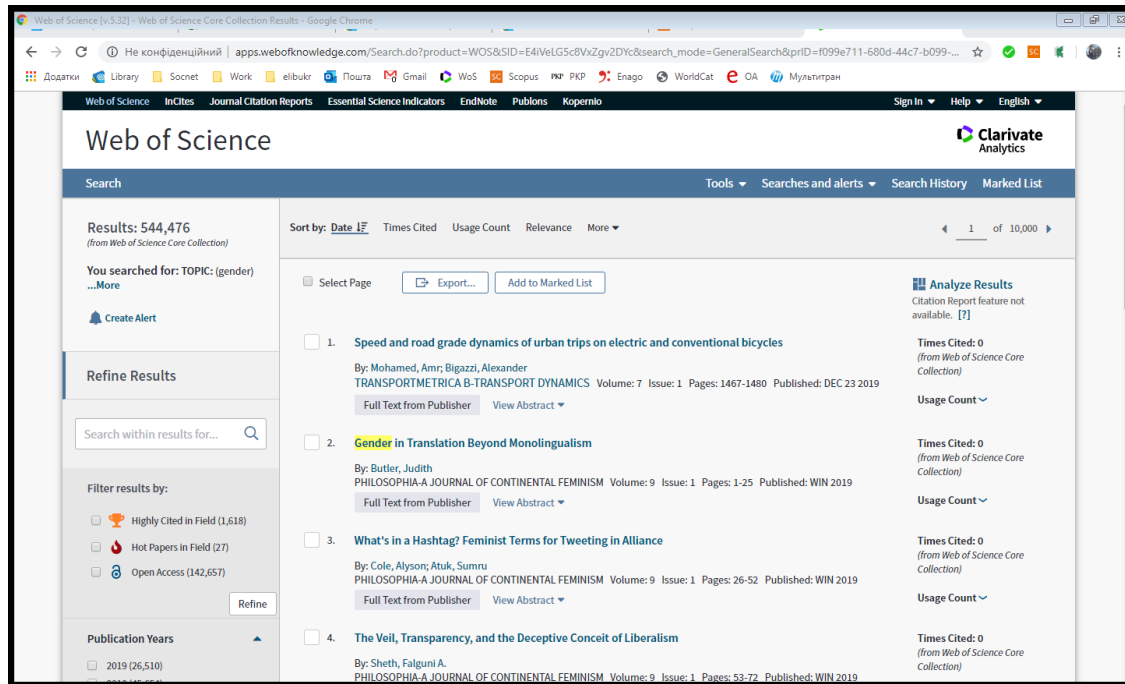 Web of Science [v.5.32] - Web of Science Core Collection Results - Google Chrome
Не конфіденційний | apps.webofknowledge.com/Search.do?product=WOS&SID=E4iVeLG5c8VxZgv2DYc&search_mode=GeneralSearch&prID=f099e711-680d-44c7-b099-...
Додатки Library Socnet Work elibukr Пошта Gmail WoS Scopus PKP PKP Enago WorldCat OA Мультитран
Web of Science InCites Journal Citation Reports Essential Science Indicators EndNote Publons Kopernio Sign In Help English
Web of Science
Clarivate
Analytics
Search Tools Searches and alerts Search History Marked List
Results: 544,476
(from Web of Science Core Collection)
You searched for: TOPIC: (gender)
...More
Create Alert
Refine Results
Search within results for...
Filter results by:
Highly Cited in Field (1,618)
Hot Papers in Field (27)
Open Access (142,657)
Refine
Publication Years
2019 (26,510)
Sort by: Date Times Cited Usage Count Relevance More
1 of 10,000
Select Page Export... Add to Marked List
Analyze Results
Citation Report feature not
available. [?]
1. Speed and road grade dynamics of urban trips on electric and conventional bicycles
By: Mohamed, Amr; Bigazzi, Alexander
TRANSPORTMETRICA B-TRANSPORT DYNAMICS Volume: 7 Issue: 1 Pages: 1467-1480 Published: DEC 23 2019
Full Text from Publisher View Abstract
Times Cited: 0
(from Web of Science Core
Collection)
Usage Count
2. Gender in Translation Beyond Monolingualism
By: Butler, Judith
PHILOSOPHIA-A JOURNAL OF CONTINENTAL FEMINISM Volume: 9 Issue: 1 Pages: 1-25 Published: WIN 2019
Full Text from Publisher View Abstract
Times Cited: 0
(from Web of Science Core
Collection)
Usage Count
3. What's in a Hashtag? Feminist Terms for Tweeting in Alliance
By: Cole, Alyson; Atuk, Sumru
PHILOSOPHIA-A JOURNAL OF CONTINENTAL FEMINISM Volume: 9 Issue: 1 Pages: 26-52 Published: WIN 2019
Full Text from Publisher View Abstract
Times Cited: 0
(from Web of Science Core
Collection)
Usage Count
4. The Veil, Transparency, and the Deceptive Conceit of Liberalism
By: Sheth, Falguni A.
PHILOSOPHIA-A JOURNAL OF CONTINENTAL FEMINISM Volume: 9 Issue: 1 Pages: 53-72 Published: WIN 2019
Times Cited: 0
(from Web of Science Core
Collection)